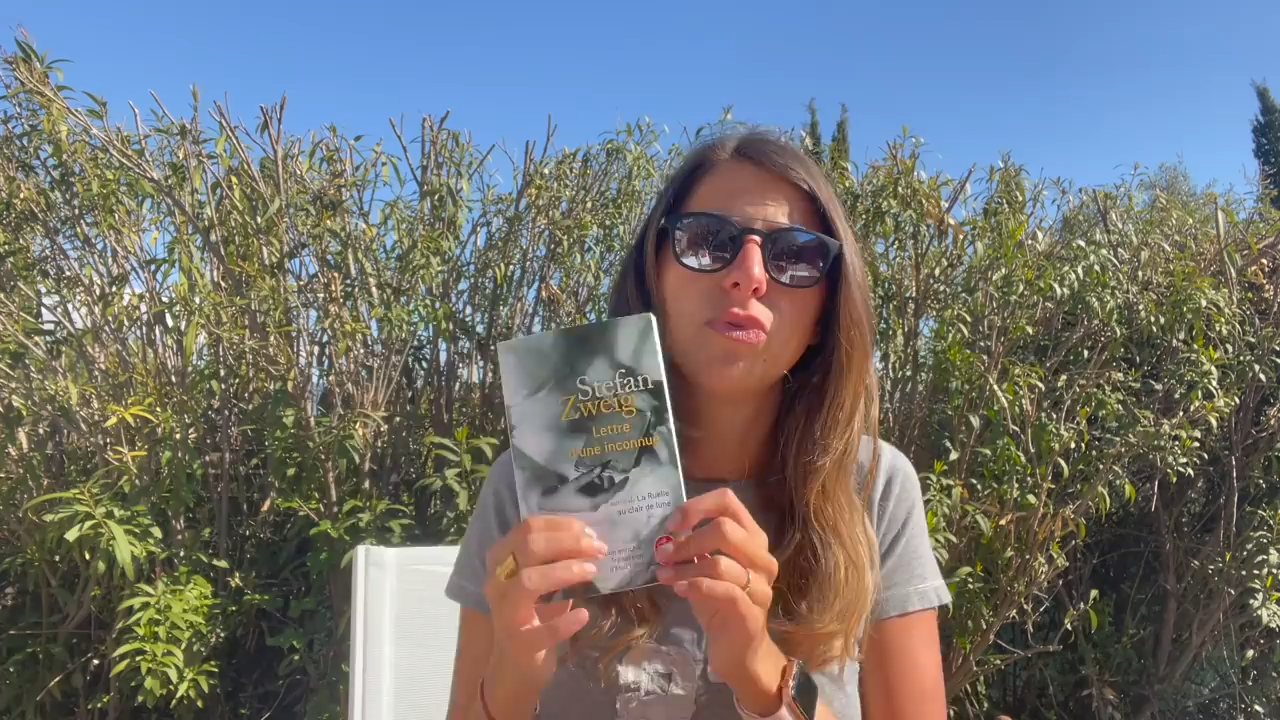 Stefan
Zweig
Lettre
d'une inconnue
La Ruelle
au clair de lune